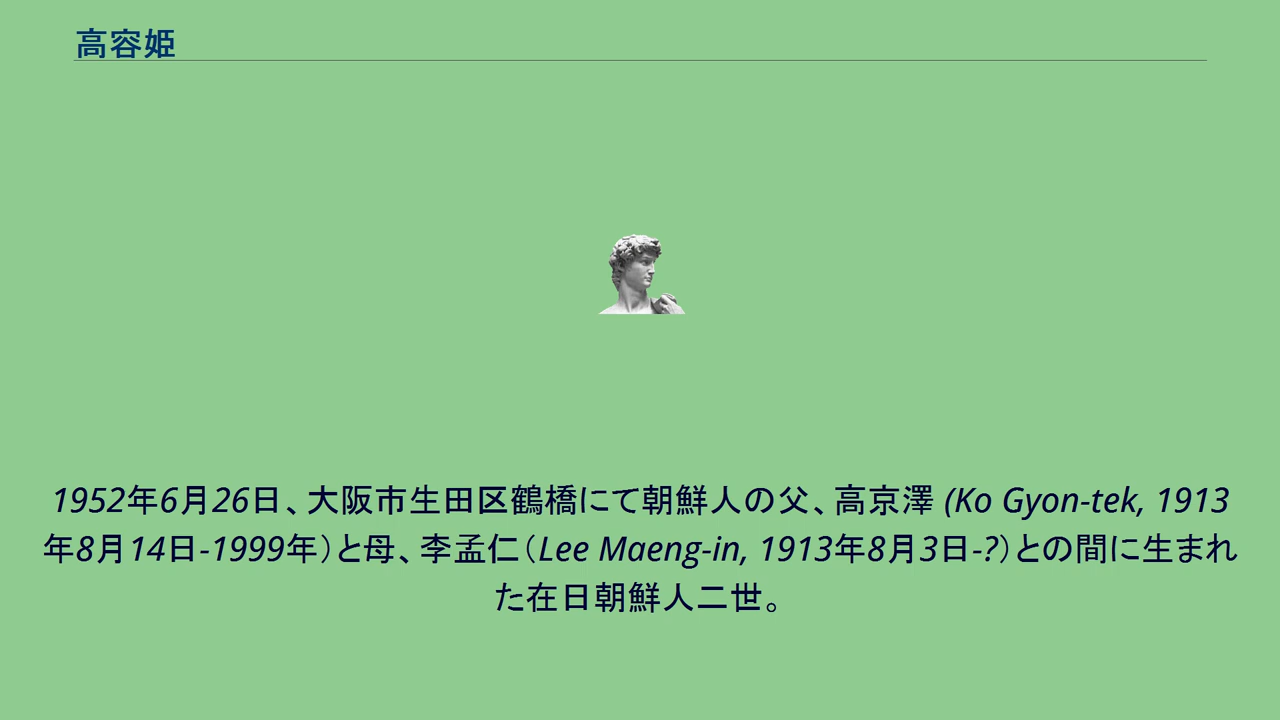 高容姫
1952年6月26日、大阪市生田区鶴橋にて朝鮮人の父、高京澤 (Ko Gyon-tek, 1913
年8月14日-1999年）と母、李孟仁（Lee Maeng-in, 1913年8月3日-?）との間に生まれ
た在日朝鮮人二世。